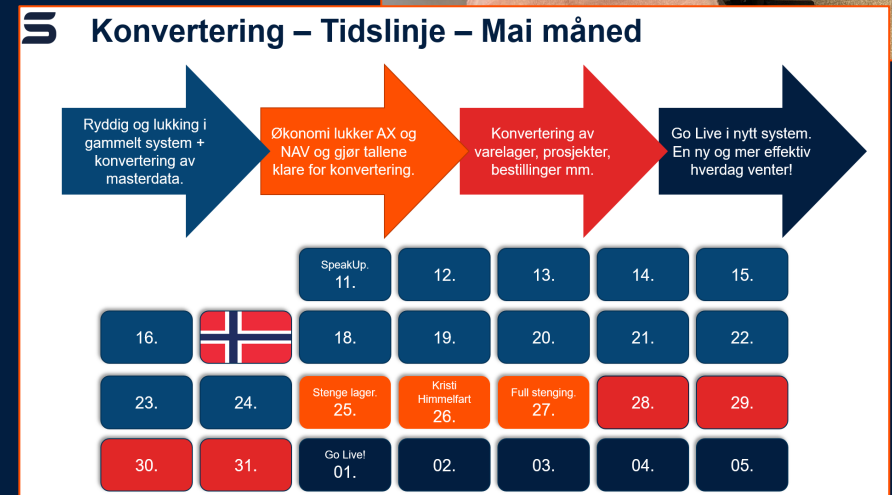 Konvertering – Tidslinje – Mai måned
Ryddig og lukking i
gammelt system +
konvertering av
masterdata.
Økonomi lukker AX og
NAV og gjør tallene
klare for konvertering.
Konvertering av
varelager, prosjekter,
bestillinger mm.
Go Live i nytt system.
En ny og mer effektiv
hverdag venter!
SpeakUp.
11.
12.
13.
14.
15.
16.
18.
19.
20.
21.
22.
23.
24.
Stenge lager.
25.
Kristi
Himmelfart
26.
Full stenging.
27.
28.
29.
30.
31.
Go Live!
01.
02.
03.
04.
05.